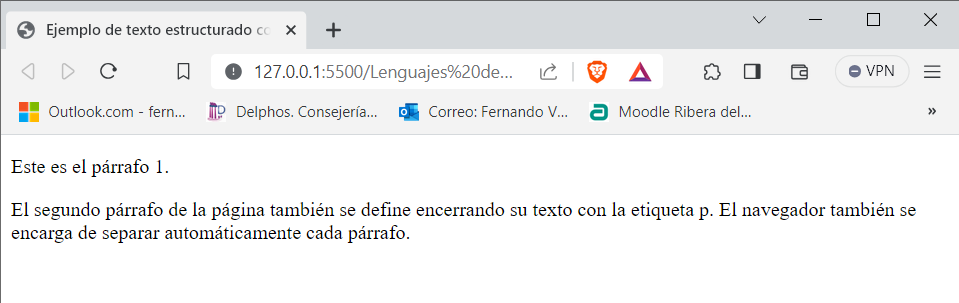 Ejemplo de texto estructurado co
127.0.0.1:5500/Lenguajes%20de...
VPN
Outlook.com - fern...
Delphos. Consejería...
Correo: Fernando V...
Moodle Ribera del...
»
Este es el párrafo 1.
El segundo párrafo de la página también se define encerrando su texto con la etiqueta p. El navegador también se
encarga de separar automáticamente cada párrafo.